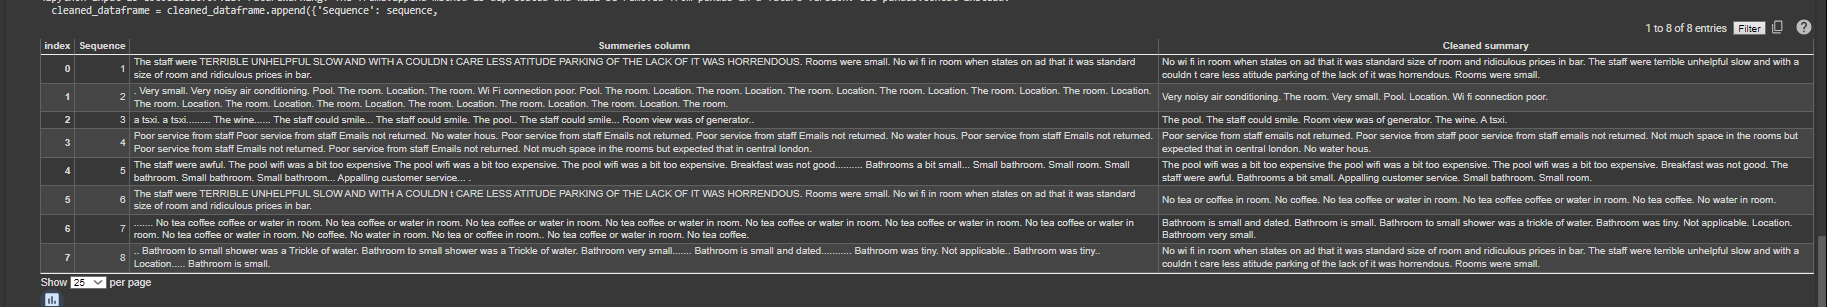 cleaned_dataframe = cleaned_dataframe.append({'Sequence': sequence,
1 to 8 of 8 entries Filter
index Sequence Summeries column Cleaned summary
0 1 The staff were TERRIBLE UNHELPFUL SLOW AND WITH A COULDN t CARE LESS ATITUDE PARKING OF THE LACK OF IT WAS HORRENDOUS. Rooms were small. No wi fi in room when states on ad that it was standard
size of room and ridiculous prices in bar.
No wi fi in room when states on ad that it was standard size of room and ridiculous prices in bar. The staff were terrible unhelpful slow and with a
couldn t care less atitude parking of the lack of it was horrendous. Rooms were small.
1 2 . Very small. Very noisy air conditioning. Pool. The room. Location. The room. Wi Fi connection poor. Pool. The room. Location. The room. Location. The room. Location. The room. Location. The room. Location. The room. Location.
The room. Location. The room. Location. The room. Location. The room. Location. The room. Location. The room. Location. The room.
Very noisy air conditioning. The room. Very small. Pool. Location. Wi fi connection poor.
2 3 a tsxi. a tsxi......... The wine...... The staff could smile... The staff could smile. The pool.. The staff could smile... Room view was of generator..
The pool. The staff could smile. Room view was of generator. The wine. A tsxi.
3 4 Poor service from staff Poor service from staff Emails not returned. No water hous. Poor service from staff Emails not returned. Poor service from staff Emails not returned. No water hous. Poor service from staff Emails not returned.
Poor service from staff Emails not returned. Poor service from staff Emails not returned. Not much space in the rooms but expected that in central london.
Poor service from staff emails not returned. Poor service from staff poor service from staff emails not returned. Not much space in the rooms but
expected that in central london. No water hous.
4 5 The staff were awful. The pool wifi was a bit too expensive The pool wifi was a bit too expensive. The pool wifi was a bit too expensive. Breakfast was not good.......... Bathrooms a bit small... Small bathroom. Small room. Small
bathroom. Small bathroom. Small bathroom... Appalling customer service... .
The pool wifi was a bit too expensive the pool wifi was a bit too expensive. The pool wifi was a bit too expensive. Breakfast was not good. The
staff were awful. Bathrooms a bit small. Appalling customer service. Small bathroom. Small room.
5 6 The staff were TERRIBLE UNHELPFUL SLOW AND WITH A COULDN t CARE LESS ATITUDE PARKING OF THE LACK OF IT WAS HORRENDOUS. Rooms were small. No wi fi in room when states on ad that it was standard
size of room and ridiculous prices in bar.
No tea or coffee in room. No coffee. No tea coffee or water in room. No tea coffee or water in room. No tea coffee. No water in room.
6 7 ....... No tea coffee coffee or water in room. No tea coffee or water in room. No tea coffee or water in room. No tea coffee or water in room. No tea coffee or water in room. No tea coffee or water in room. No tea coffee or water in
room. No tea coffee or water in room. No coffee. No water in room. No tea or coffee in room.. No tea coffee or water in room. No tea coffee.
Bathroom is small and dated. Bathroom is small. Bathroom to small shower was a trickle of water. Bathroom was tiny. Not applicable. Location.
Bathroom very small.
7 8 .. Bathroom to small shower was a Trickle of water. Bathroom to small shower was a Trickle of water. Bathroom very small....... Bathroom is small and dated........... Bathroom was tiny. Not applicable.. Bathroom was tiny..
Location..... Bathroom is small.
No wi fi in room when states on ad that it was standard size of room and ridiculous prices in bar. The staff were terrible unhelpful slow and with a
couldn t care less atitude parking of the lack of it was horrendous. Rooms were small.
Show 25 per page